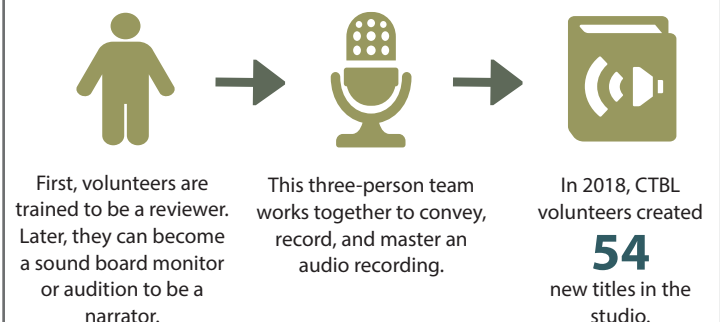 First, volunteers are
trained to be a reviewer.
Later, they can become
a sound board monitor
or audition to be a
narrator.
This three-person team
works together to convey,
record, and master an
audio recording.
In 2018, CTBL
volunteers created
54
new titles in the
studio.